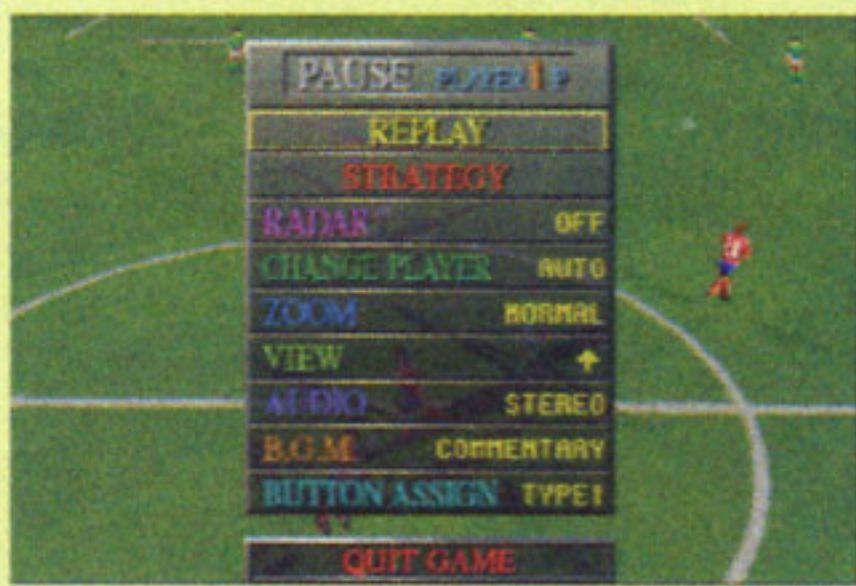 PAUSE PLAYER 1 P
REPLAY
STRATEGY
RADAR OFF
CHANGE PLAYER AUTO
ZOOM NORMAL
VIEW ↑
AUDIO STEREO
B.G.M. COMMENTARY
BUTTON ASSIGN TYPE1
QUIT GAME